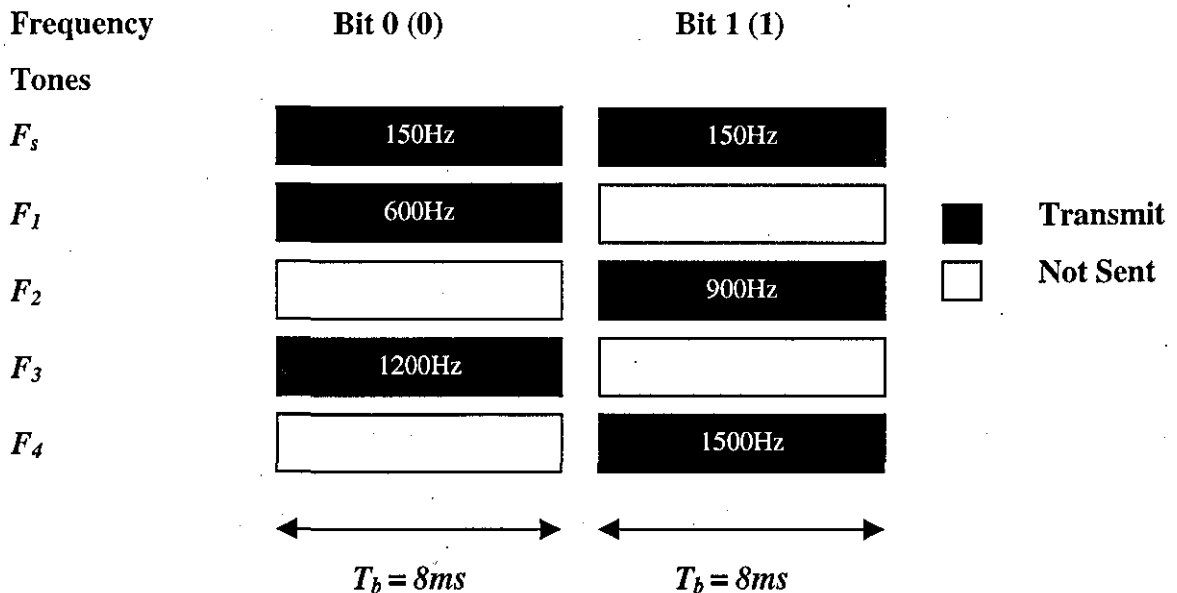 Frequency Bit 0 (0) Bit 1 (1)
Tones
Fs 150Hz 150Hz
F1 600Hz
Transmit
F2 900Hz
Not Sent
F3 1200Hz
F4 1500Hz
Tb = 8ms Tb = 8ms